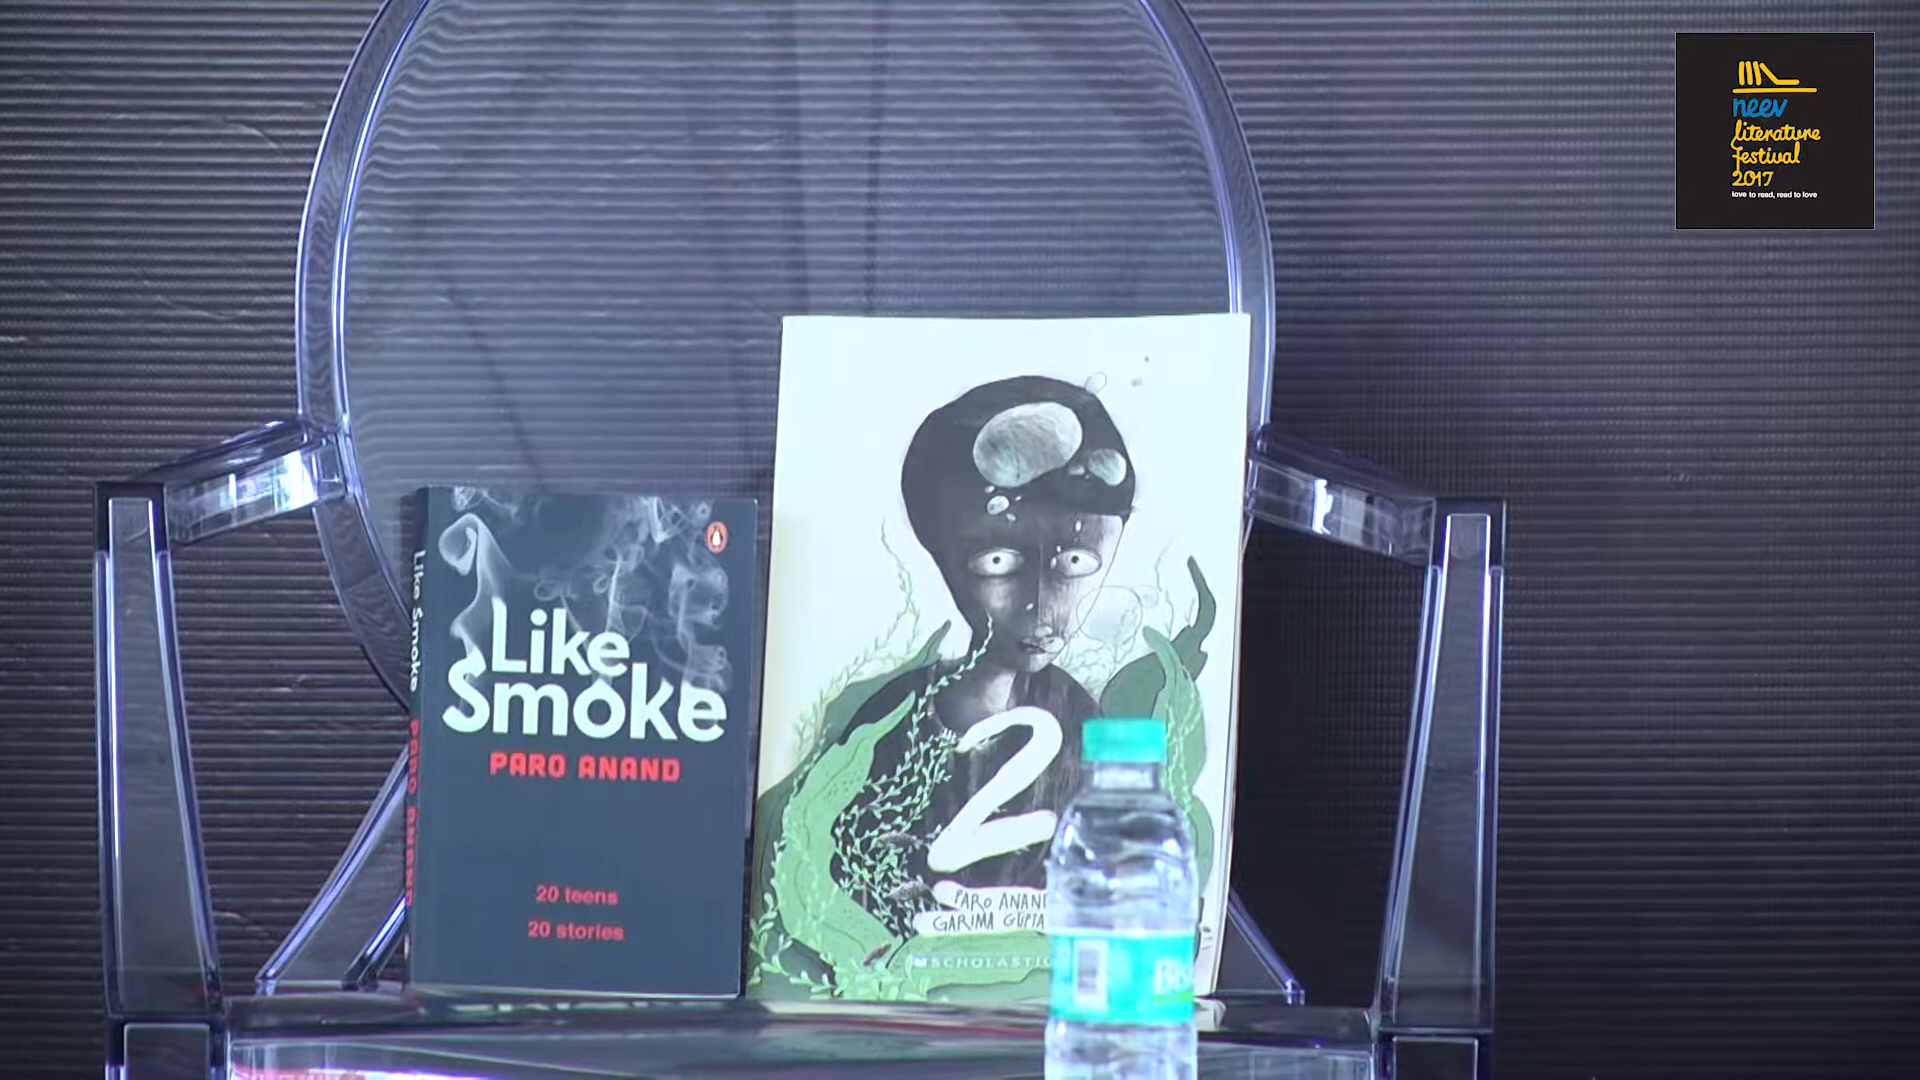 neev
literature
festival
2017
love to read, read to love
Like Smoke PARO ANAND
Like
Smoke
PARO ANAND
20 teens
20 stories
2
PARO ANAND
GARIMA GUPTA
SCHOLASTIC